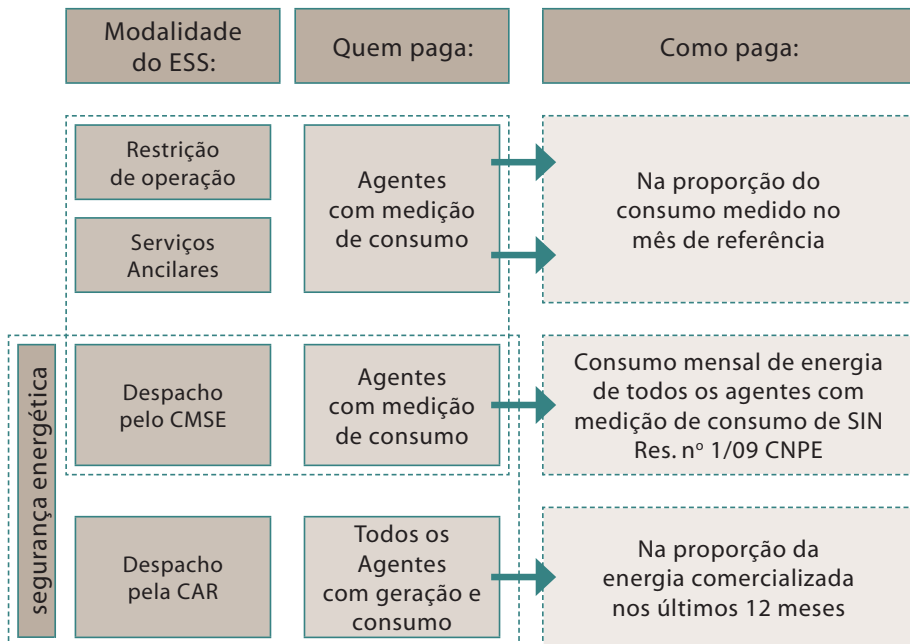 Modalidade
do ESS:
Quem paga:
Como paga:
Restrição
de operação
Serviços
Ancilares
Agentes
com medição
de consumo
Na proporção do
consumo medido no
mês de referência
segurança energética
Despacho
pelo CMSE
Agentes
com medição
de consumo
Consumo mensal de energia
de todos os agentes com
medição de consumo de SIN
Res. nº 1/09 CNPE
Despacho
pela CAR
Todos os
Agentes
com geração e
consumo
Na proporção da
energia comercializada
nos últimos 12 meses